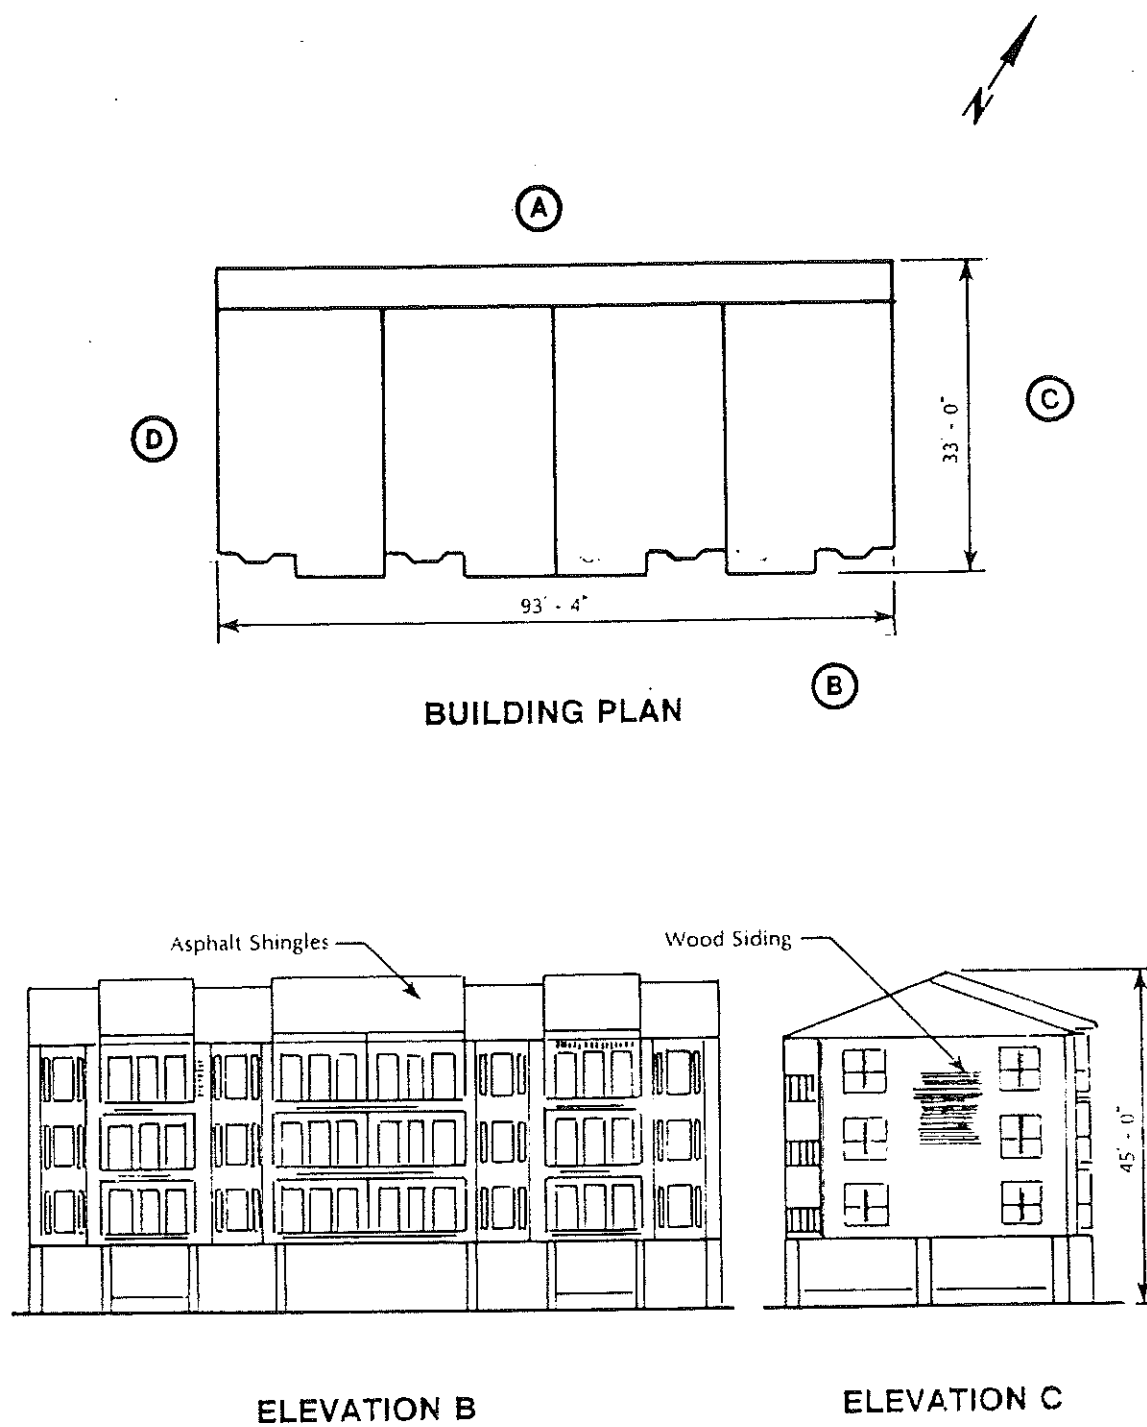 N
A
D
C
33' - 0"
93' - 4"
B
BUILDING PLAN
Asphalt Shingles
Wood Siding
45' - 0"
ELEVATION B
ELEVATION C